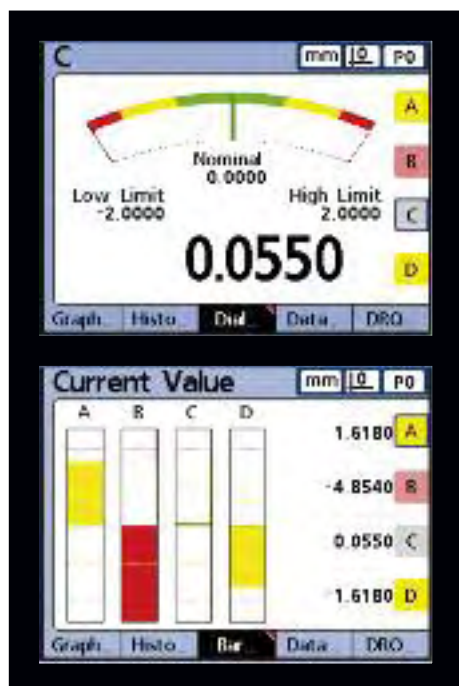 C mm P0
A
Nominal
0.0000
B
Low Limit
-2.0000
High Limit
2.0000
C
0.0550
D
Graph Histo Dial Data DRO
Current Value mm P0
A B C D
1.6180 A
-4.8540 B
0.0550 C
-1.6180 D
Graph Histo Bar Data DRO